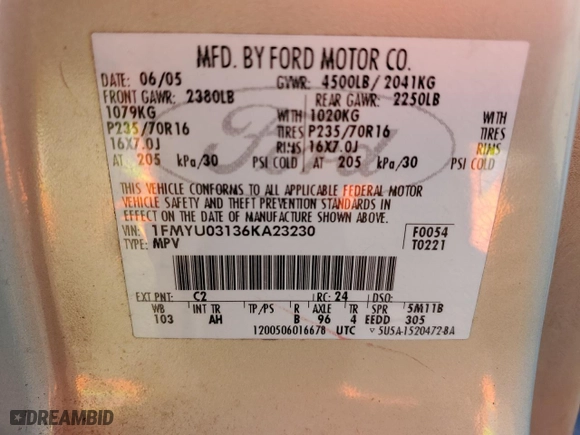 MFD. BY FORD MOTOR CO.
DATE: 06/05 GVWR: 4500LB/ 2041KG
FRONT GAWR: 2380LB REAR GAWR: 2250LB
1079KG WITH 1020KG WITH
P235/70R16 TIRES P235/70R16 TIRES
16X7.0J RIMS 16X7.0J RIMS
AT 205 kPa/30 PSI COLD AT 205 kPa/30 PSI COLD
THIS VEHICLE CONFORMS TO ALL APPLICABLE FEDERAL MOTOR
VEHICLE SAFETY AND THEFT PREVENTION STANDARDS IN
EFFECT ON THE DATE OF MANUFACTURE SHOWN ABOVE.
VIN: 1FMYU03136KA23230 F0054
TYPE: MPV T0221
EXT PNT: C2 RC: 24 DSO:
WB INT TR TP/PS R AXLE TR SPR 5M11B
103 AH B 96 4 EEDD 305
1200506016678 UTC 5U5A-1520472-BA
Ford
DREAMBID